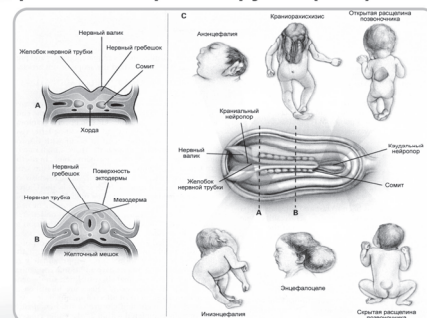 Нервный валик
Желобок нервной трубки
Нервный гребешок
Сомит
A
Хорда
Нервный
гребешок
Поверхность
эктодермы
Нервная трубка
Мезодерма
B
Желточный мешок
C
Анэнцефалия
Краниорахисхизис
Открытая расщелина
позвоночника
Краниальный
нейропор
Нервный
валик
Желобок
нервной трубки
Каудальный
нейропор
Сомит
A
B
Иниэнцефалия
Энцефалоцеле
Скрытая расщелина
позвоночника